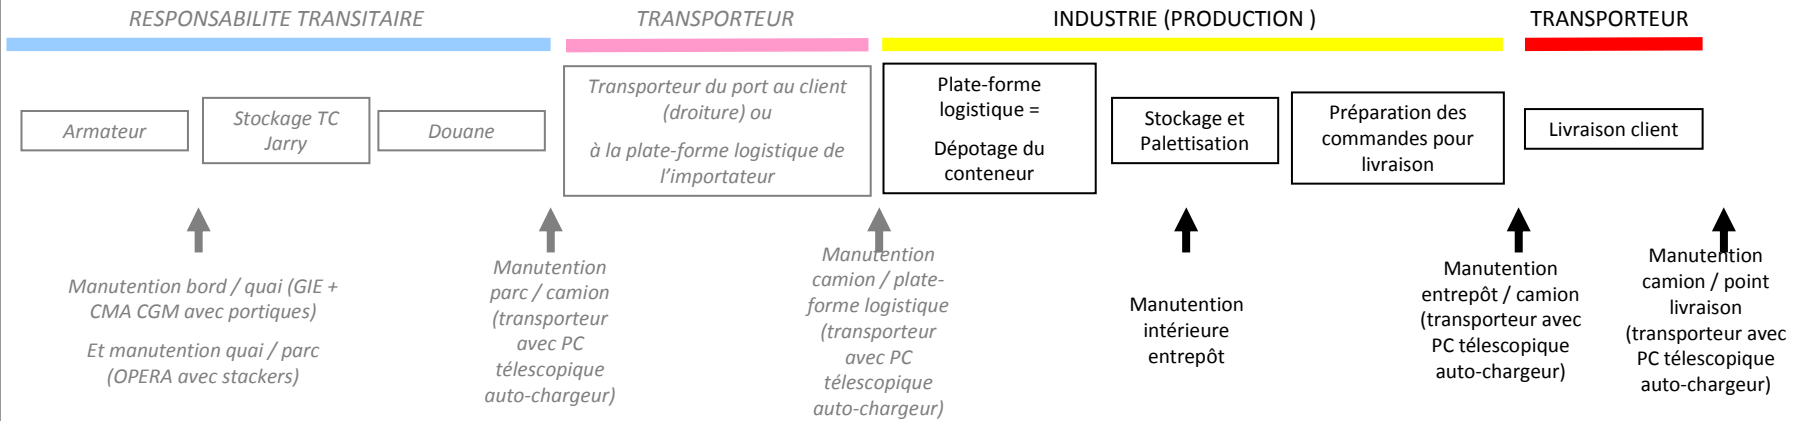 RESPONSABILITE TRANSITAIRE
TRANSPORTEUR
INDUSTRIE (PRODUCTION )
TRANSPORTEUR
Armateur
Stockage TC
Jarry
Douane
Transporteur du port au client
(droiture) ou
à la plate-forme logistique de
l’importateur
Plate-forme
logistique =
Dépotage du
conteneur
Stockage et
Palettisation
Préparation des
commandes pour
livraison
Livraison client
Manutention bord / quai (GIE +
CMA CGM avec portiques)
Et manutention quai / parc
(OPERA avec stackers)
Manutention
parc / camion
(transporteur
avec PC
télescopique
auto-chargeur)
Manutention
camion / plate-
forme logistique
(transporteur
avec PC
télescopique
auto-chargeur)
Manutention
intérieure
entrepôt
Manutention
entrepôt / camion
(transporteur avec
PC télescopique
auto-chargeur)
Manutention
camion / point
livraison
(transporteur avec
PC télescopique
auto-chargeur)